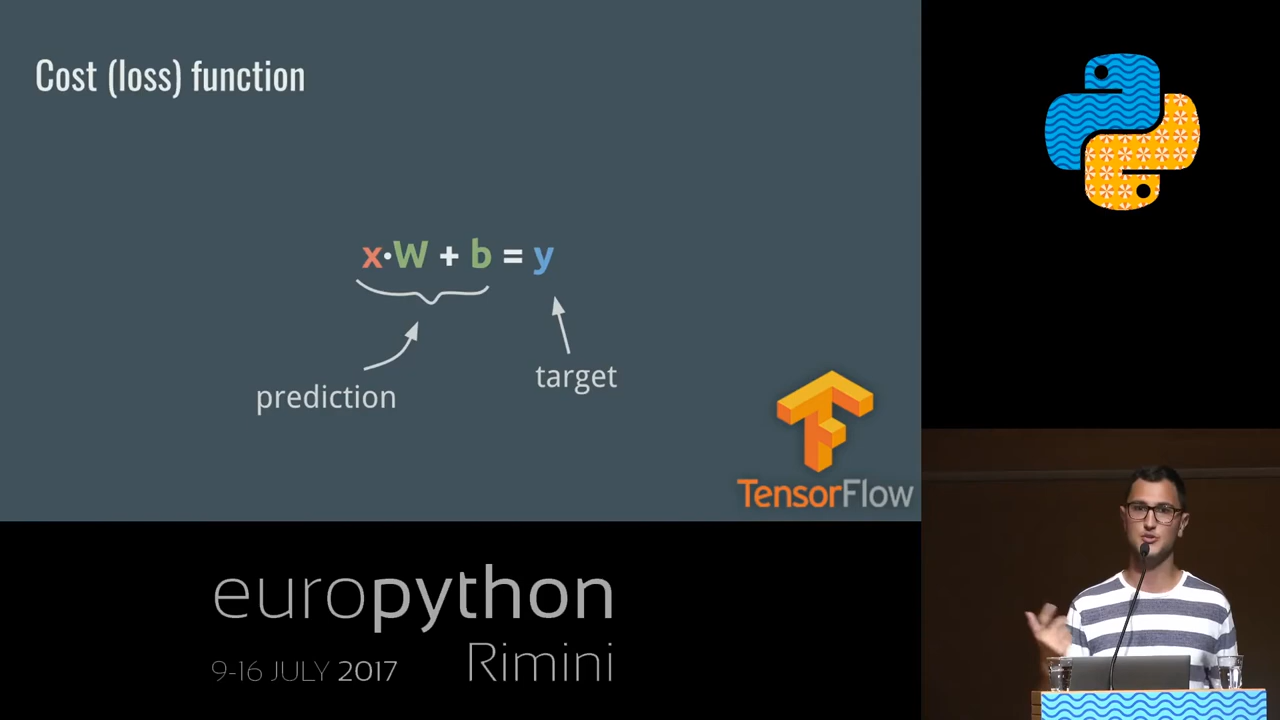 Cost (loss) function
x·W + b = y
prediction
target
TensorFlow
europython
9-16 JULY 2017
Rimini